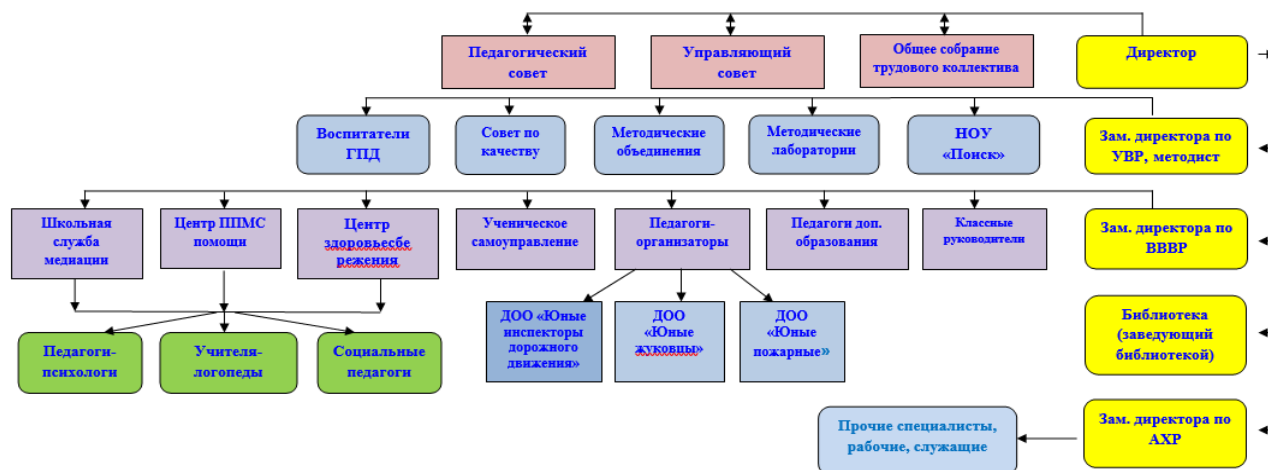 Педагогический
совет
Управляющий
совет
Общее собрание
трудового коллектива
Директор
Воспитатели
ГПД
Совет по
качеству
Методические
объединения
Методические
лаборатории
НОУ
«Поиск»
Зам. директора по
УВР, методист
Школьная
служба
медиации
Центр ППМС
помощи
Центр
здоровьесбе
режения
Ученическое
самоуправление
Педагоги-
организаторы
Педагоги доп.
образования
Классные
руководители
Зам. директора по
ВВВР
ДОО «Юные
инспекторы
дорожного
движения»
ДОО
«Юные
жуковцы»
ДОО
«Юные
пожарные»
Библиотека
(заведующий
библиотекой)
Педагоги-
психологи
Учителя-
логопеды
Социальные
педагоги
Прочие специалисты,
рабочие, служащие
Зам. директора по
АХР